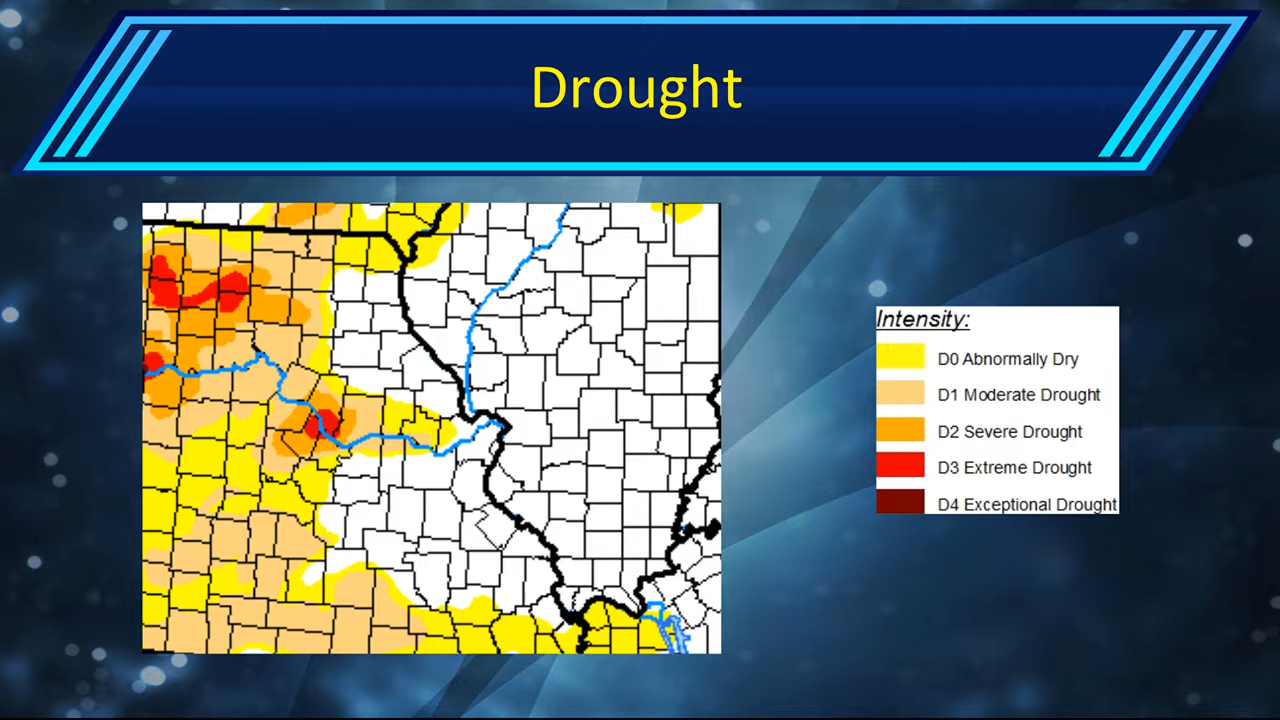 Drought
Intensity:
D0 Abnormally Dry
D1 Moderate Drought
D2 Severe Drought
D3 Extreme Drought
D4 Exceptional Drought